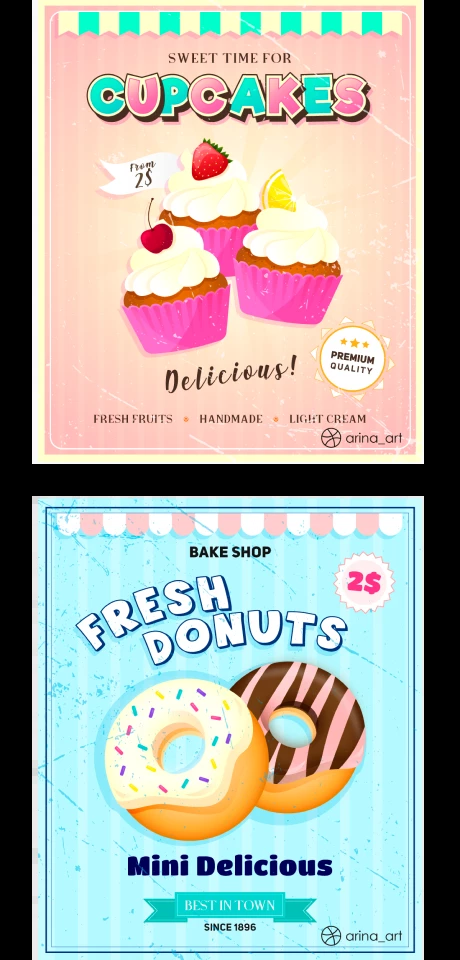 SWEET TIME FOR
CUPCAKES
From
2$
Delicious!
PREMIUM
QUALITY
FRESH FRUITS * HANDMADE * LIGHT CREAM
arina_art
BAKE SHOP
2$
FRESH
DONUTS
Mini Delicious
BEST IN TOWN
SINCE 1896
arina_art